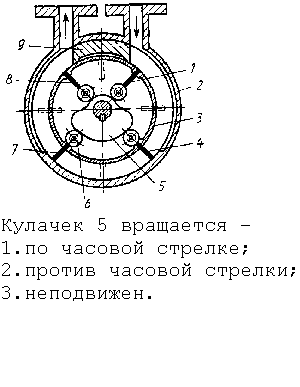 9
8
1
2
3
4
7
6
5
Кулачек 5 вращается –
1.по часовой стрелке;
2.против часовой стрелки;
3.неподвижен.